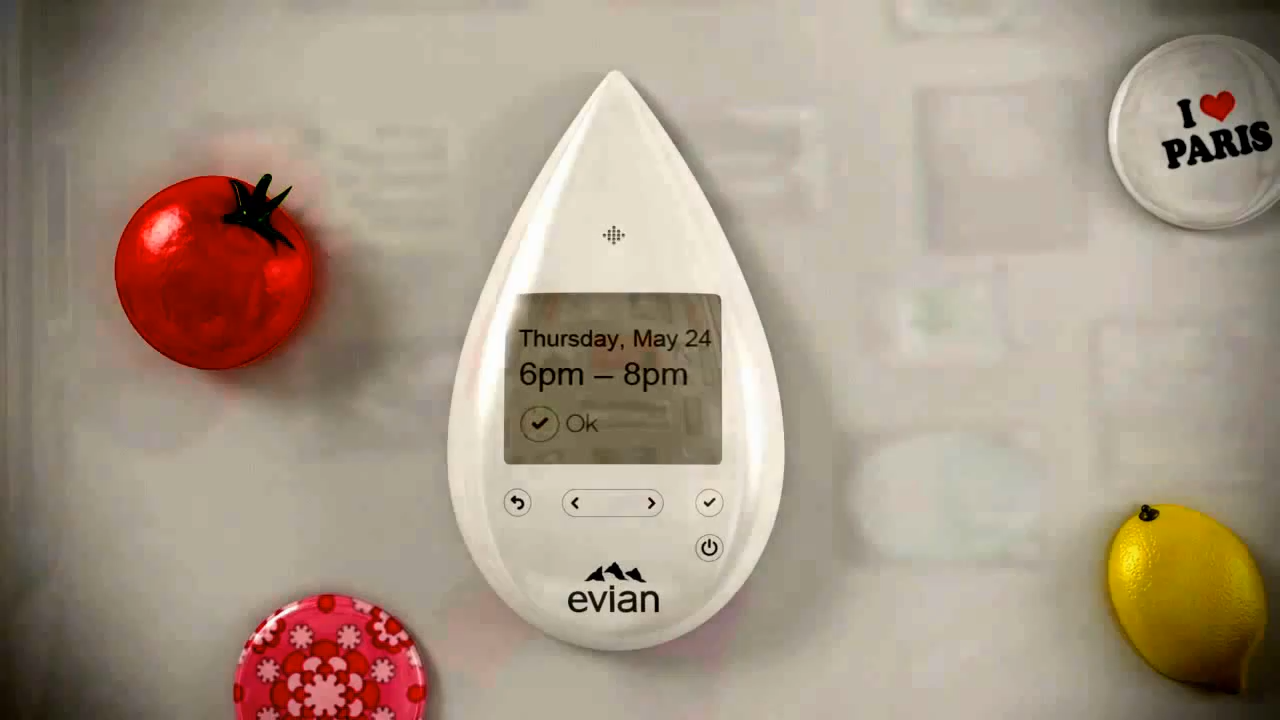 I ❤
PARIS
Thursday, May 24
6pm – 8pm
Ok
evian